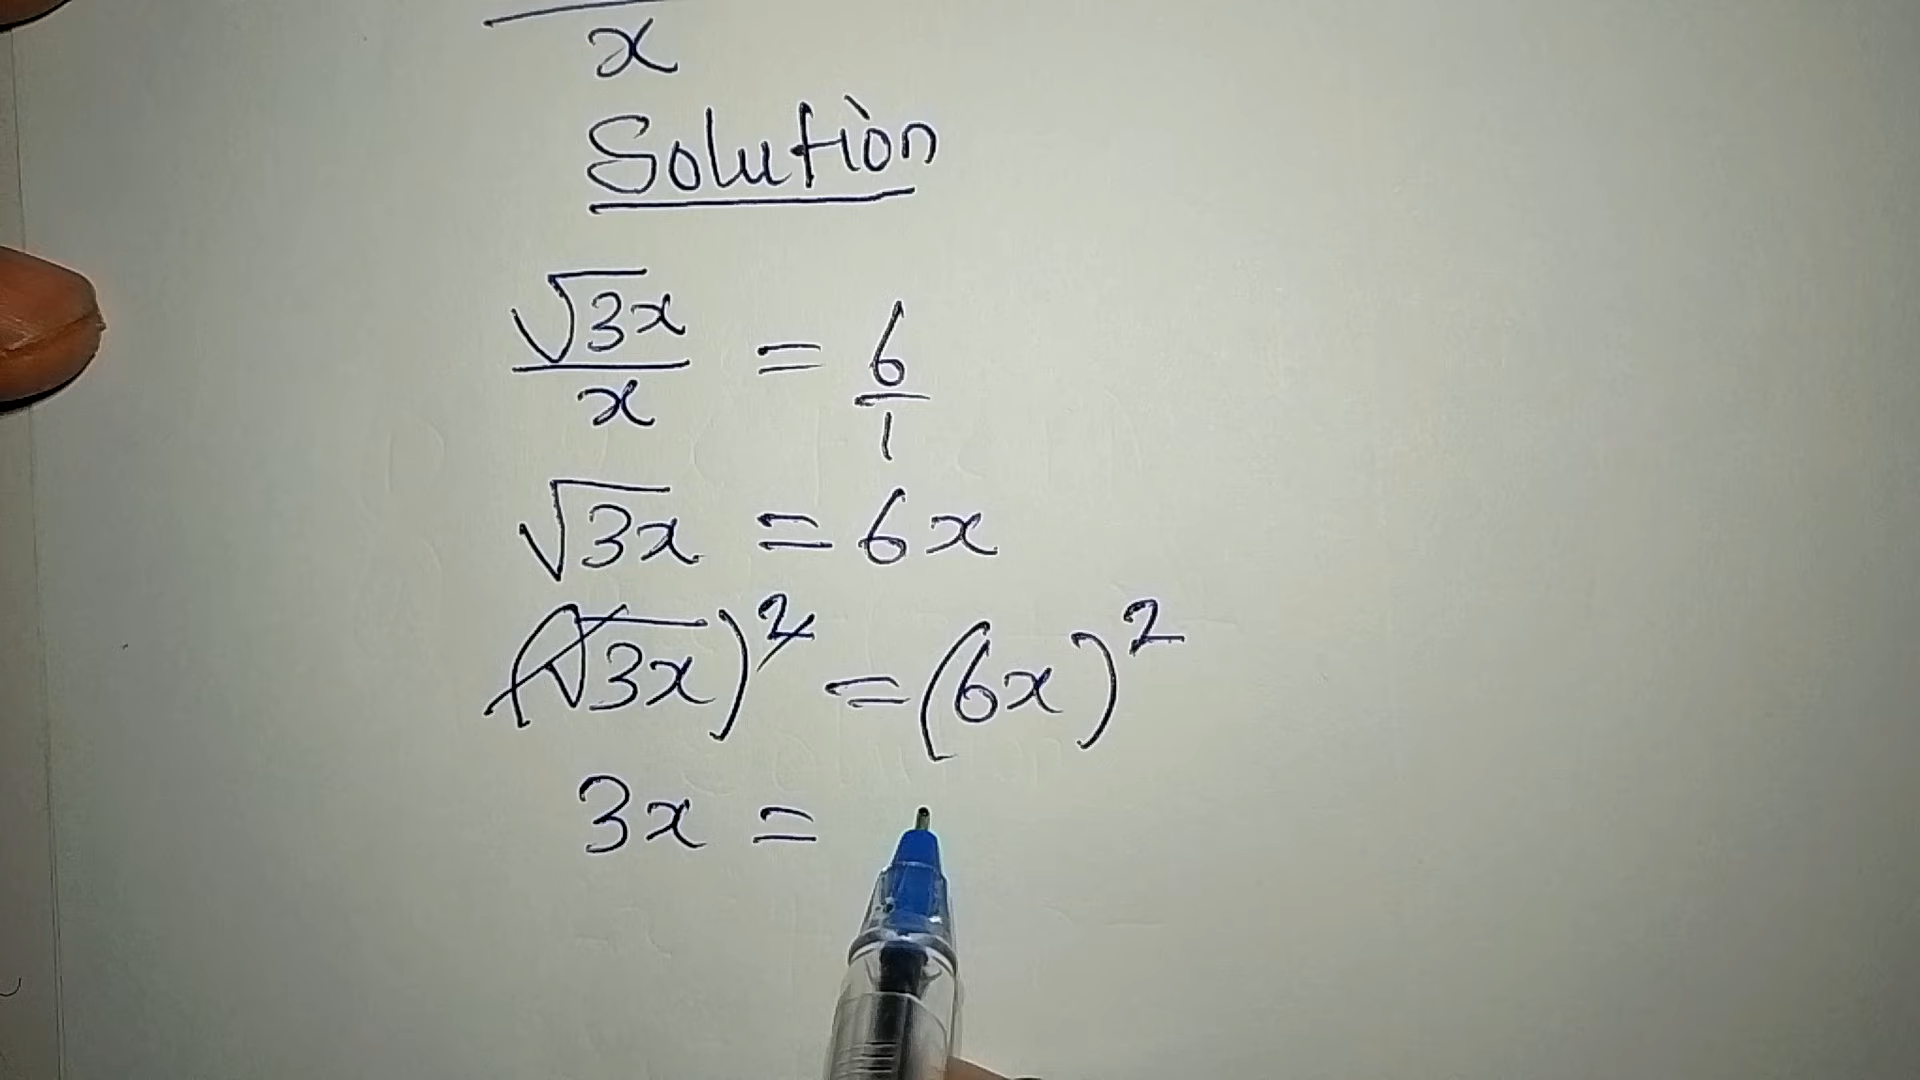 x
Solution
√3x/x = 6/1
√3x = 6x
(√3x)² = (6x)²
3x =